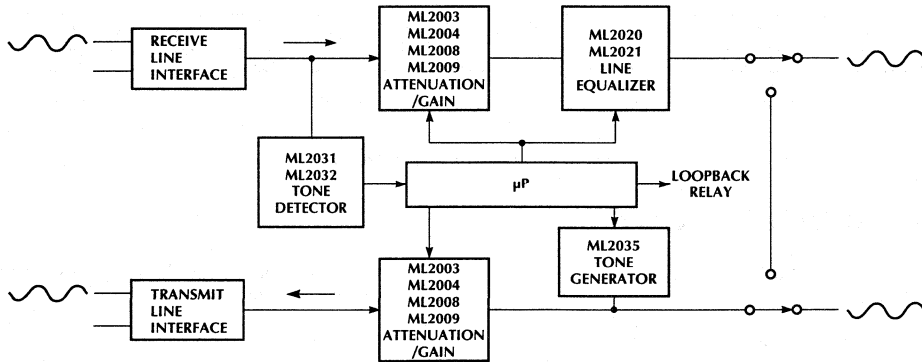 RECEIVE
LINE
INTERFACE
ML2003
ML2004
ML2008
ML2009
ATTENUATION
/GAIN
ML2020
ML2021
LINE
EQUALIZER
ML2031
ML2032
TONE
DETECTOR
µP
LOOPBACK
RELAY
ML2035
TONE
GENERATOR
TRANSMIT
LINE
INTERFACE
ML2003
ML2004
ML2008
ML2009
ATTENUATION
/GAIN